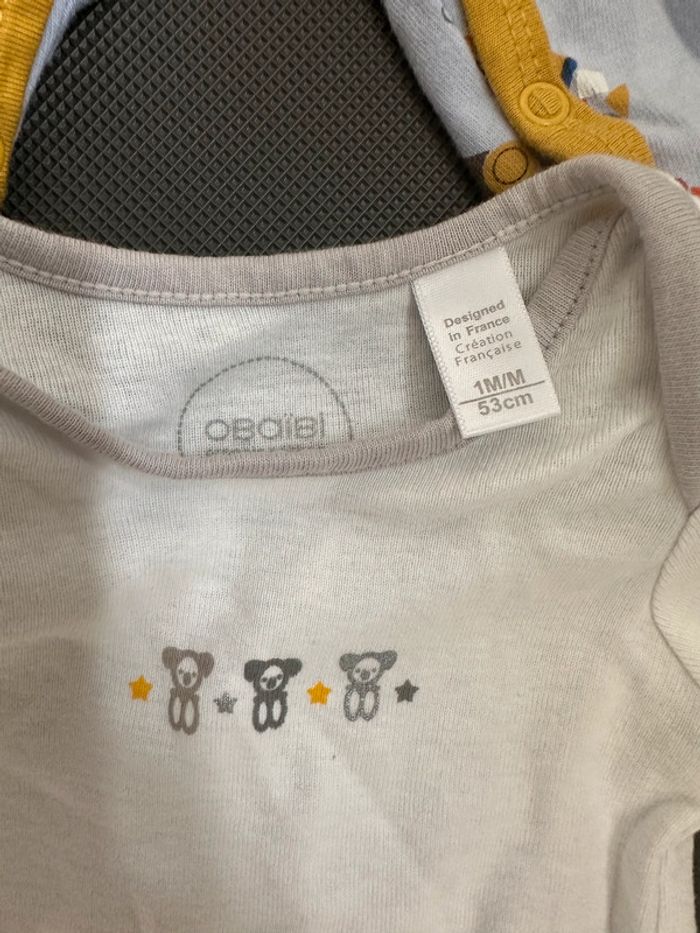 Designed
in France
Création
Française
1M/M
53cm
OBaïBi